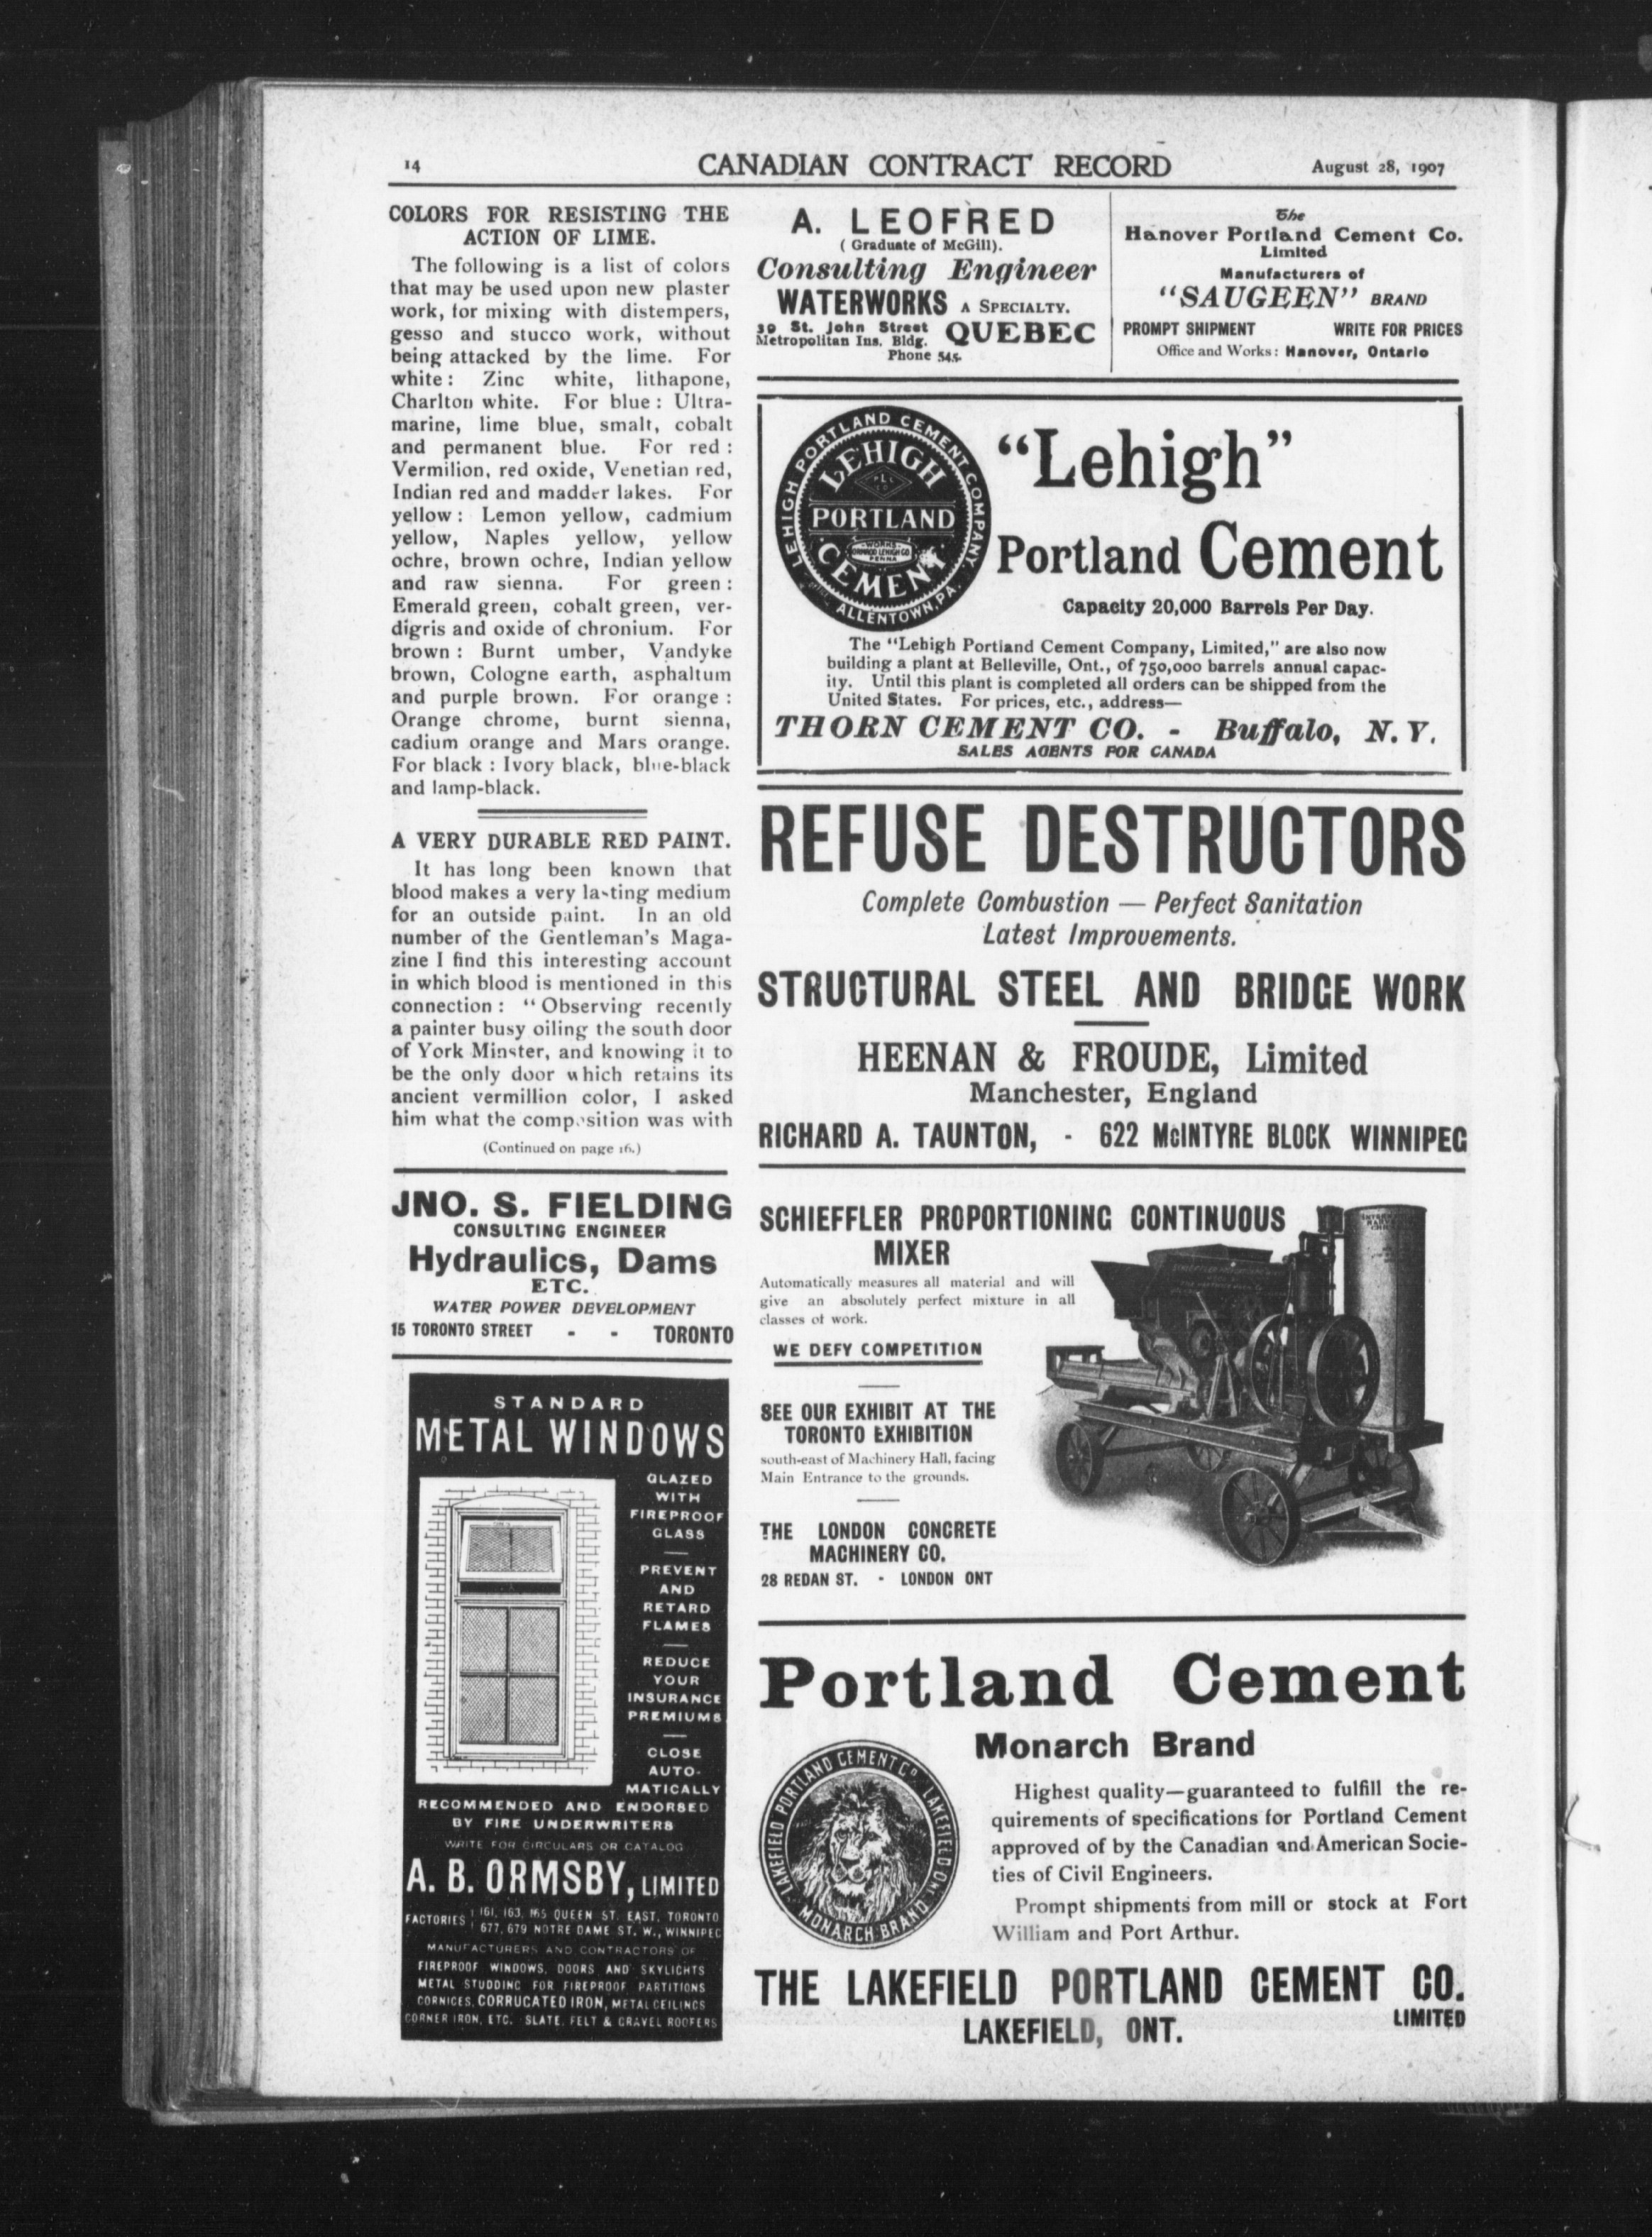 14
CANADIAN CONTRACT RECORD
August 28, 1907
COLORS FOR RESISTING THE
ACTION OF LIME.
The following is a list of colors
that may be used upon new plaster
work, for mixing with distempers,
gesso and stucco work, without
being attacked by the lime. For
white: Zinc white, lithapone,
Charlton white. For blue: Ultra-
marine, lime blue, smalt, cobalt
and permanent blue. For red:
Vermilion, red oxide, Venetian red,
Indian red and madder lakes. For
yellow: Lemon yellow, cadmium
yellow, Naples yellow, yellow
ochre, brown ochre, Indian yellow
and raw sienna. For green:
Emerald green, cobalt green, ver-
digris and oxide of chronium. For
brown: Burnt umber, Vandyke
brown, Cologne earth, asphaltum
and purple brown. For orange:
Orange chrome, burnt sienna,
cadium orange and Mars orange.
For black: Ivory black, blue-black
and lamp-black.
A VERY DURABLE RED PAINT.
It has long been known that
blood makes a very lasting medium
for an outside paint. In an old
number of the Gentleman's Maga-
zine I find this interesting account
in which blood is mentioned in this
connection: "Observing recently
a painter busy oiling the south door
of York Minster, and knowing it to
be the only door which retains its
ancient vermillion color, I asked
him what the composition was with
(Continued on page 16.)
JNO. S. FIELDING
CONSULTING ENGINEER
Hydraulics, Dams
ETC.
WATER POWER DEVELOPMENT
15 TORONTO STREET - - TORONTO
STANDARD
METAL WINDOWS
GLAZED
WITH
FIREPROOF
GLASS
PREVENT
AND
RETARD
FLAMES
REDUCE
YOUR
INSURANCE
PREMIUMS
CLOSE
AUTO-
MATICALLY
RECOMMENDED AND ENDORSED
BY FIRE UNDERWRITERS
WRITE FOR CIRCULARS OR CATALOG
A. B. ORMSBY, LIMITED
FACTORIES 161, 163, 165 QUEEN ST. EAST, TORONTO
677, 679 NOTRE DAME ST. W., WINNIPEG
MANUFACTURERS AND CONTRACTORS OF
FIREPROOF WINDOWS, DOORS AND SKYLIGHTS
METAL STUDDING FOR FIREPROOF PARTITIONS
CORNICES, CORRUGATED IRON, METAL CEILINGS
CORNER IRON, ETC. SLATE, FELT & GRAVEL ROOFERS
A. LEOFRED
(Graduate of McGill).
Consulting Engineer
WATERWORKS A SPECIALTY.
30 St. John Street
Metropolitan Ins. Bldg. QUEBEC
Phone 545.
The
Hanover Portland Cement Co.
Limited
Manufacturers of
"SAUGEEN" BRAND
PROMPT SHIPMENT WRITE FOR PRICES
Office and Works: Hanover, Ontario
LEHIGH PORTLAND CEMENT COMPANY.
LEHIGH
PORTLAND
CEMENT
ALLENTOWN, PA.
"Lehigh"
Portland Cement
Capacity 20,000 Barrels Per Day.
The "Lehigh Portland Cement Company, Limited," are also now
building a plant at Belleville, Ont., of 750,000 barrels annual capac-
ity. Until this plant is completed all orders can be shipped from the
United States. For prices, etc., address—
THORN CEMENT CO. - Buffalo, N. Y.
SALES AGENTS FOR CANADA
REFUSE DESTRUCTORS
Complete Combustion — Perfect Sanitation
Latest Improvements.
STRUCTURAL STEEL AND BRIDGE WORK
HEENAN & FROUDE, Limited
Manchester, England
RICHARD A. TAUNTON, - 622 McINTYRE BLOCK WINNIPEG
SCHIEFFLER PROPORTIONING CONTINUOUS
MIXER
Automatically measures all material and will
give an absolutely perfect mixture in all
classes of work.
WE DEFY COMPETITION
SEE OUR EXHIBIT AT THE
TORONTO EXHIBITION
south-east of Machinery Hall, facing
Main Entrance to the grounds.
THE LONDON CONCRETE
MACHINERY CO.
28 REDAN ST. - LONDON ONT
Portland Cement
Monarch Brand
LAKEFIELD PORTLAND CEMENT Co. LAKEFIELD ONT.
MONARCH BRAND
Highest quality—guaranteed to fulfill the re-
quirements of specifications for Portland Cement
approved of by the Canadian and American Socie-
ties of Civil Engineers.
Prompt shipments from mill or stock at Fort
William and Port Arthur.
THE LAKEFIELD PORTLAND CEMENT CO.
LIMITED
LAKEFIELD, ONT.